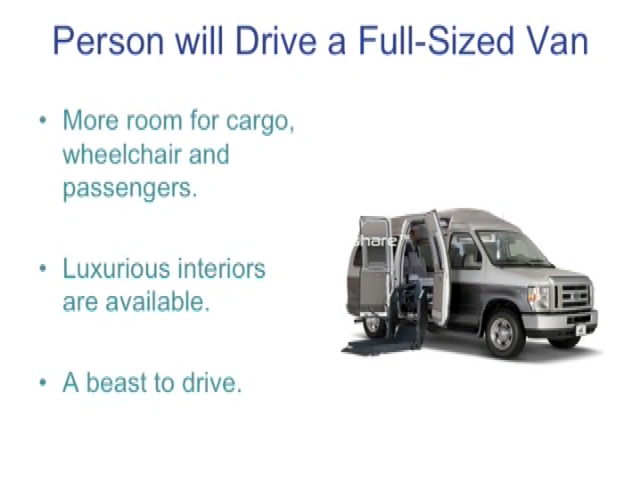 Person will Drive a Full-Sized Van
• More room for cargo,
wheelchair and
passengers.
share
• Luxurious interiors
are available.
• A beast to drive.